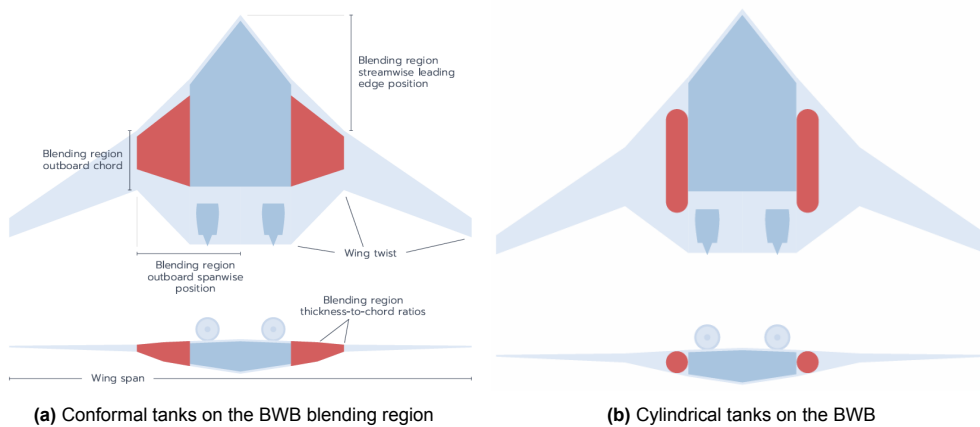 Blending region
streamwise leading
edge position
Blending region
outboard chord
Wing twist
Blending region
outboard spanwise
position
Blending region
thickness-to-chord ratios
Wing span
(a) Conformal tanks on the BWB blending region
(b) Cylindrical tanks on the BWB